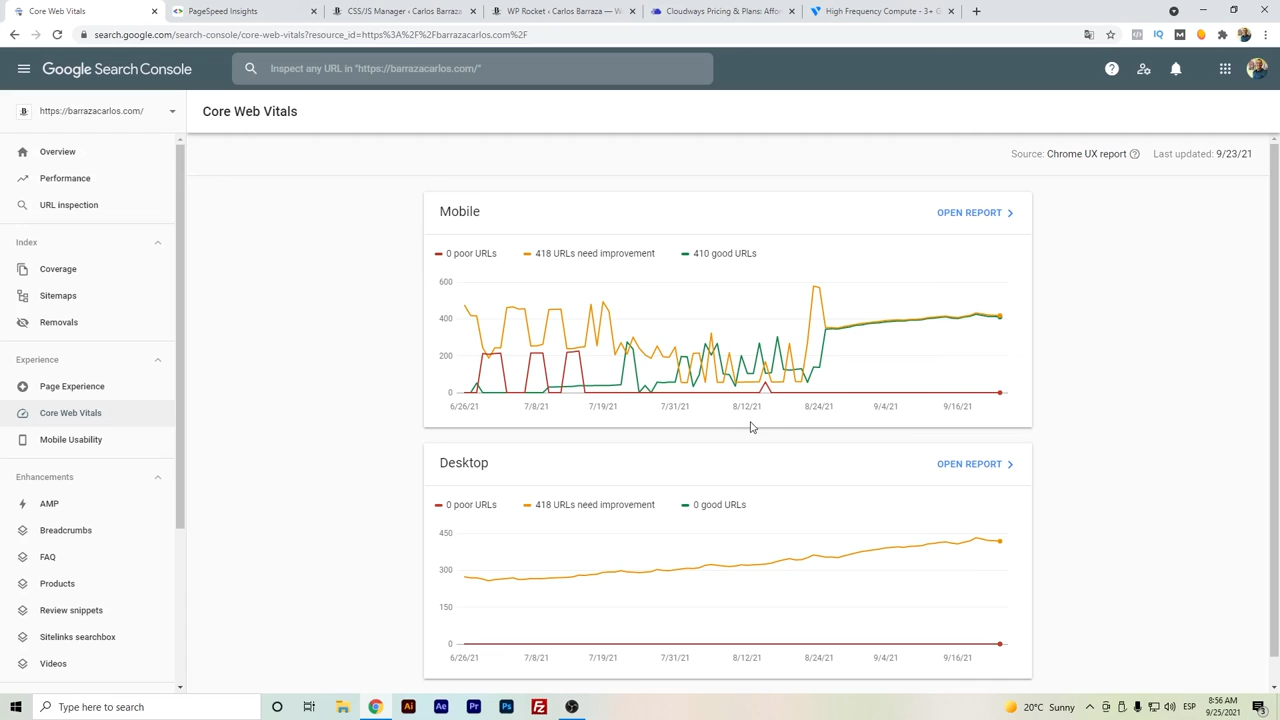 Core Web Vitals
PageSpeed Insights
CSS/JS Manager ‹ Carlos Barraza
WP Rocket ‹ Carlos Barraza — W
Cloudways Pricing & Plans: Affor
High Frequency Compute - 3+ G
search.google.com/search-console/core-web-vitals?resource_id=https%3A%2F%2Fbarrazacarlos.com%2F
IQ
Google Search Console
Inspect any URL in "https://barrazacarlos.com/"
https://barrazacarlos.com/
Core Web Vitals
Overview
Performance
URL inspection
Index
Coverage
Sitemaps
Removals
Experience
Page Experience
Core Web Vitals
Mobile Usability
Enhancements
AMP
Breadcrumbs
FAQ
Products
Review snippets
Sitelinks searchbox
Videos
Source: Chrome UX report
Last updated: 9/23/21
Mobile
OPEN REPORT
0 poor URLs
418 URLs need improvement
410 good URLs
600
400
200
0
6/26/21
7/8/21
7/19/21
7/31/21
8/12/21
8/24/21
9/4/21
9/16/21
Desktop
OPEN REPORT
0 poor URLs
418 URLs need improvement
0 good URLs
450
300
150
0
6/26/21
7/8/21
7/19/21
7/31/21
8/12/21
8/24/21
9/4/21
9/16/21
Type here to search
Ai
Ae
Pr
Ps
Fz
20°C Sunny
ESP
8:56 AM
9/25/2021